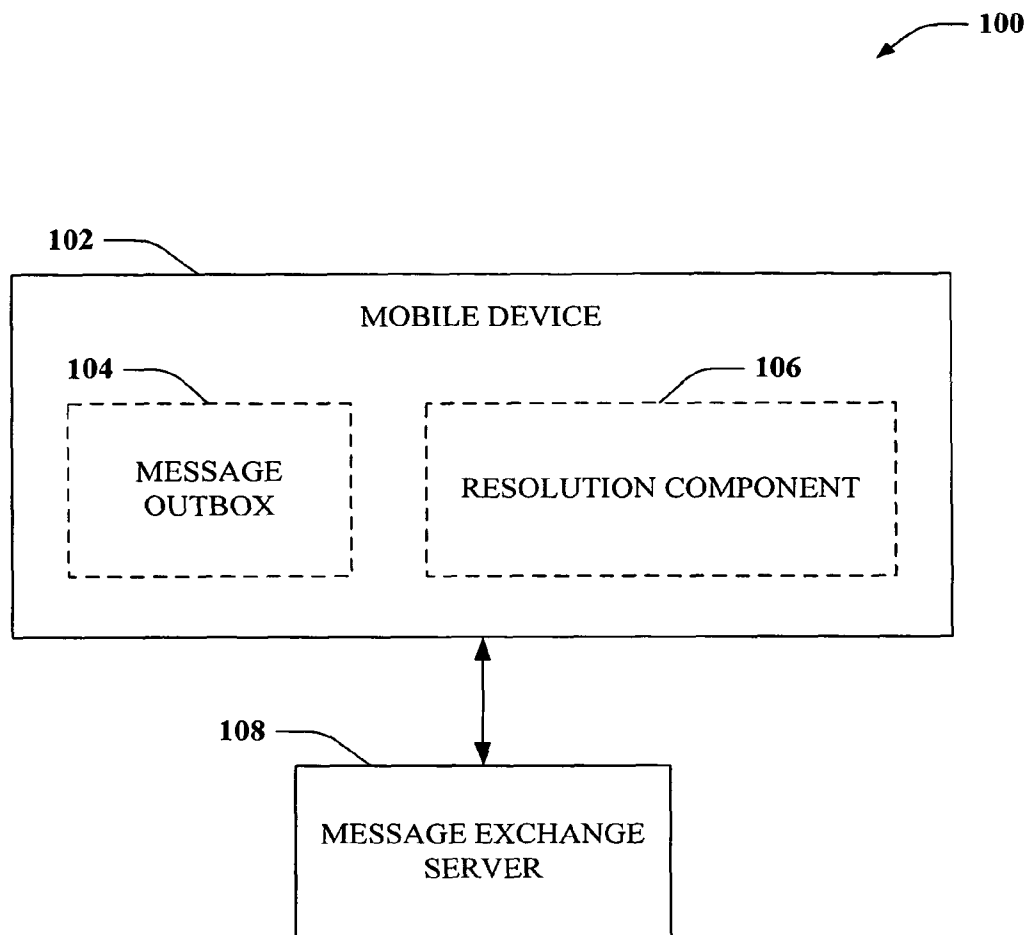 100
102
MOBILE DEVICE
104
106
MESSAGE
OUTBOX
RESOLUTION COMPONENT
108
MESSAGE EXCHANGE
SERVER